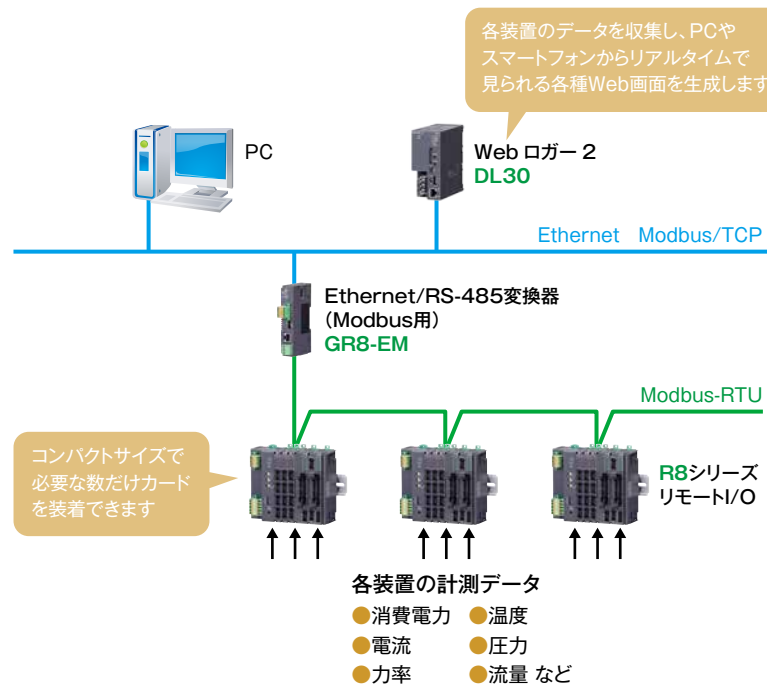 各装置のデータを収集し、PCや
スマートフォンからリアルタイムで
見られる各種Web画面を生成します
PC
Web ロガー 2
DL30
Ethernet Modbus/TCP
Ethernet/RS-485変換器
(Modbus用)
GR8-EM
Modbus-RTU
コンパクトサイズで
必要な数だけカード
を装着できます
R8シリーズ
リモートI/O
各装置の計測データ
●消費電力 ●温度
●電流 ●圧力
●力率 ●流量 など